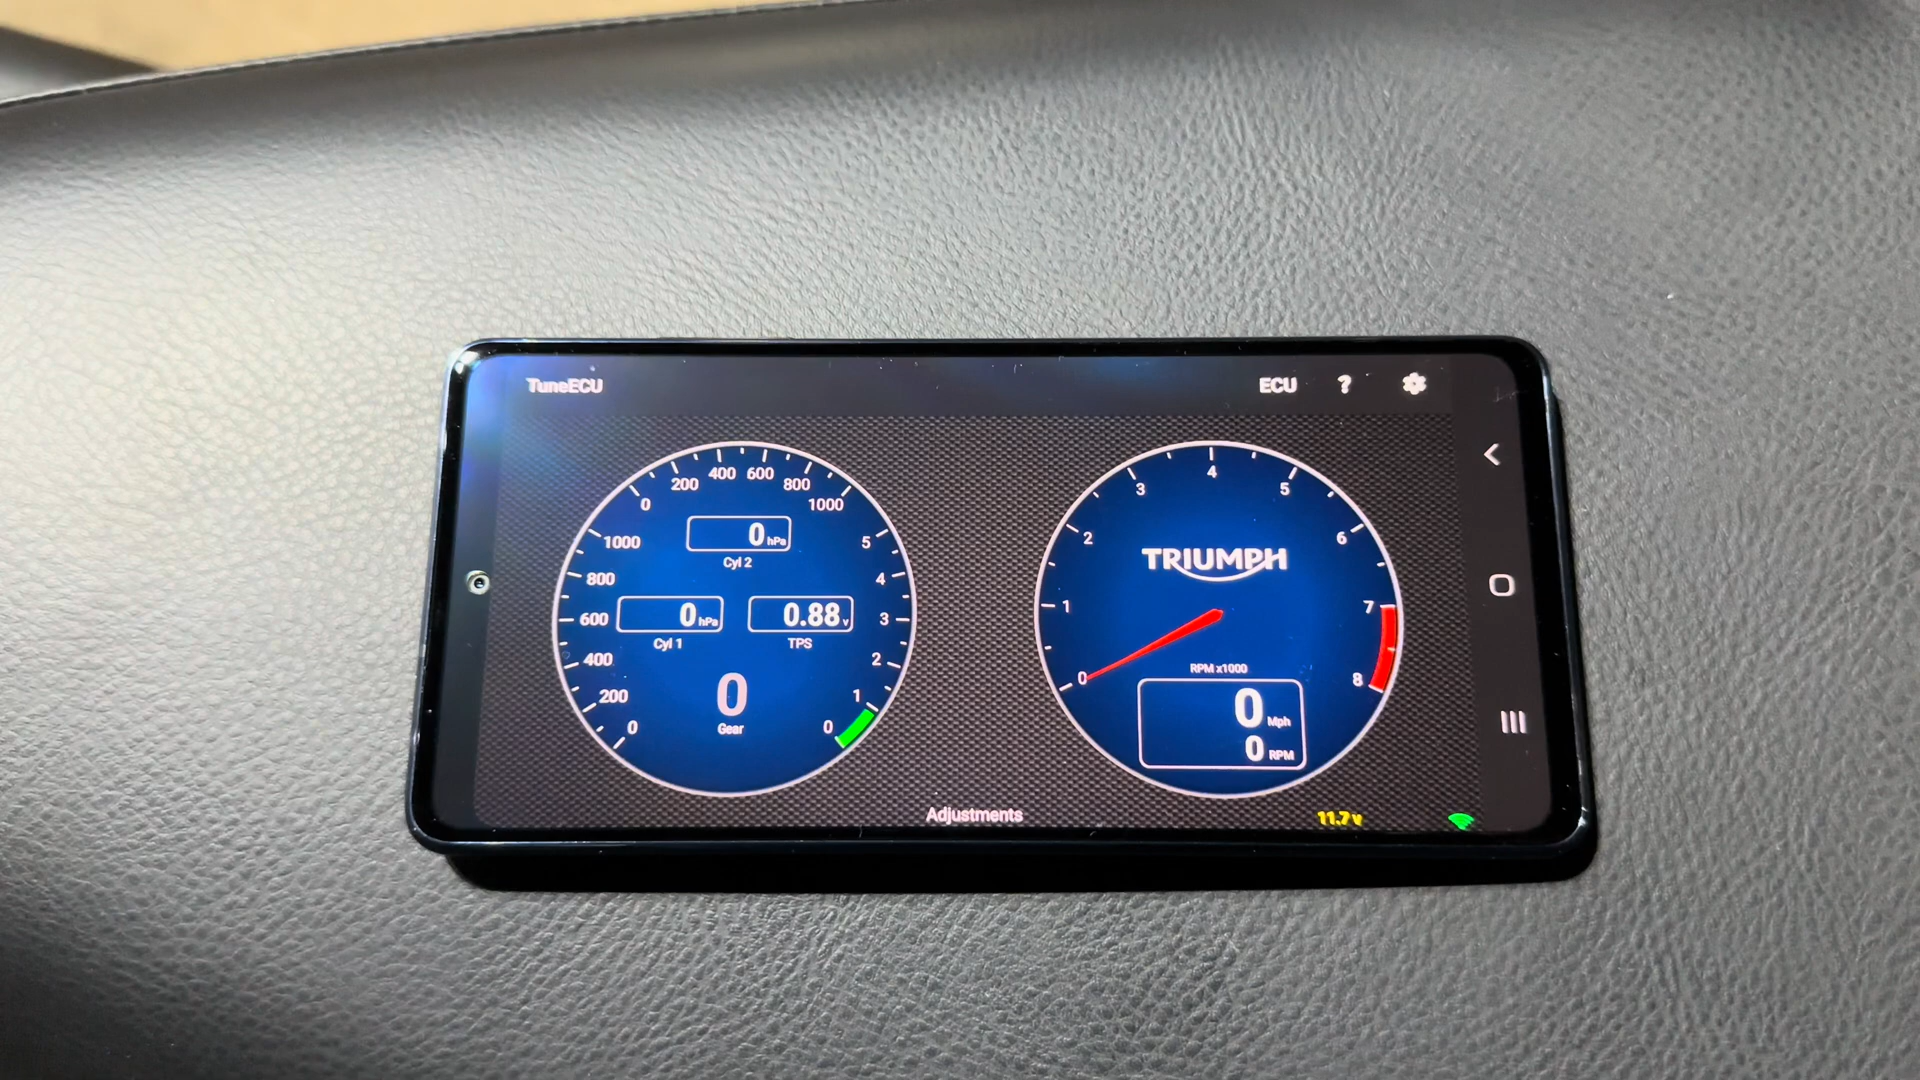 TuneECU
ECU ?
0 200 400 600 800 1000
0 hPa
Cyl 2
1000
800
600
400
200
0
0 hPa
Cyl 1
0.88 v
TPS
5
4
3
2
1
0
0
Gear
0 1 2 3 4 5 6 7 8
TRIUMPH
RPM x1000
0 Mph
0 RPM
Adjustments
11.7 v